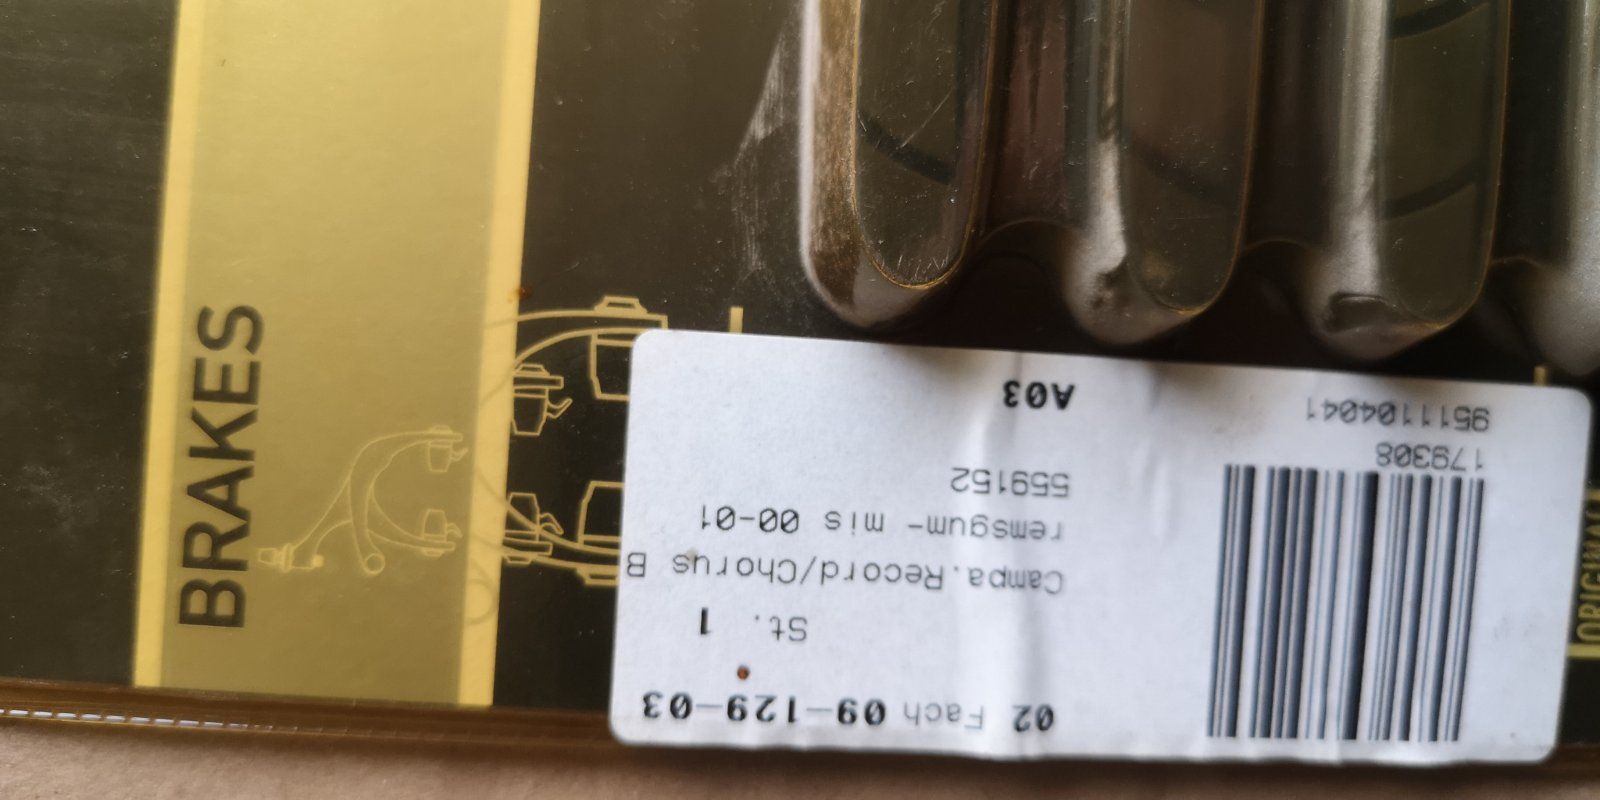 BRAKES
02 Fach 09-129-03
St. 1
Campa.Record/Chorus B
remsgum- mis 00-01
559152
A03
179308
9511104041
ORIGINAL